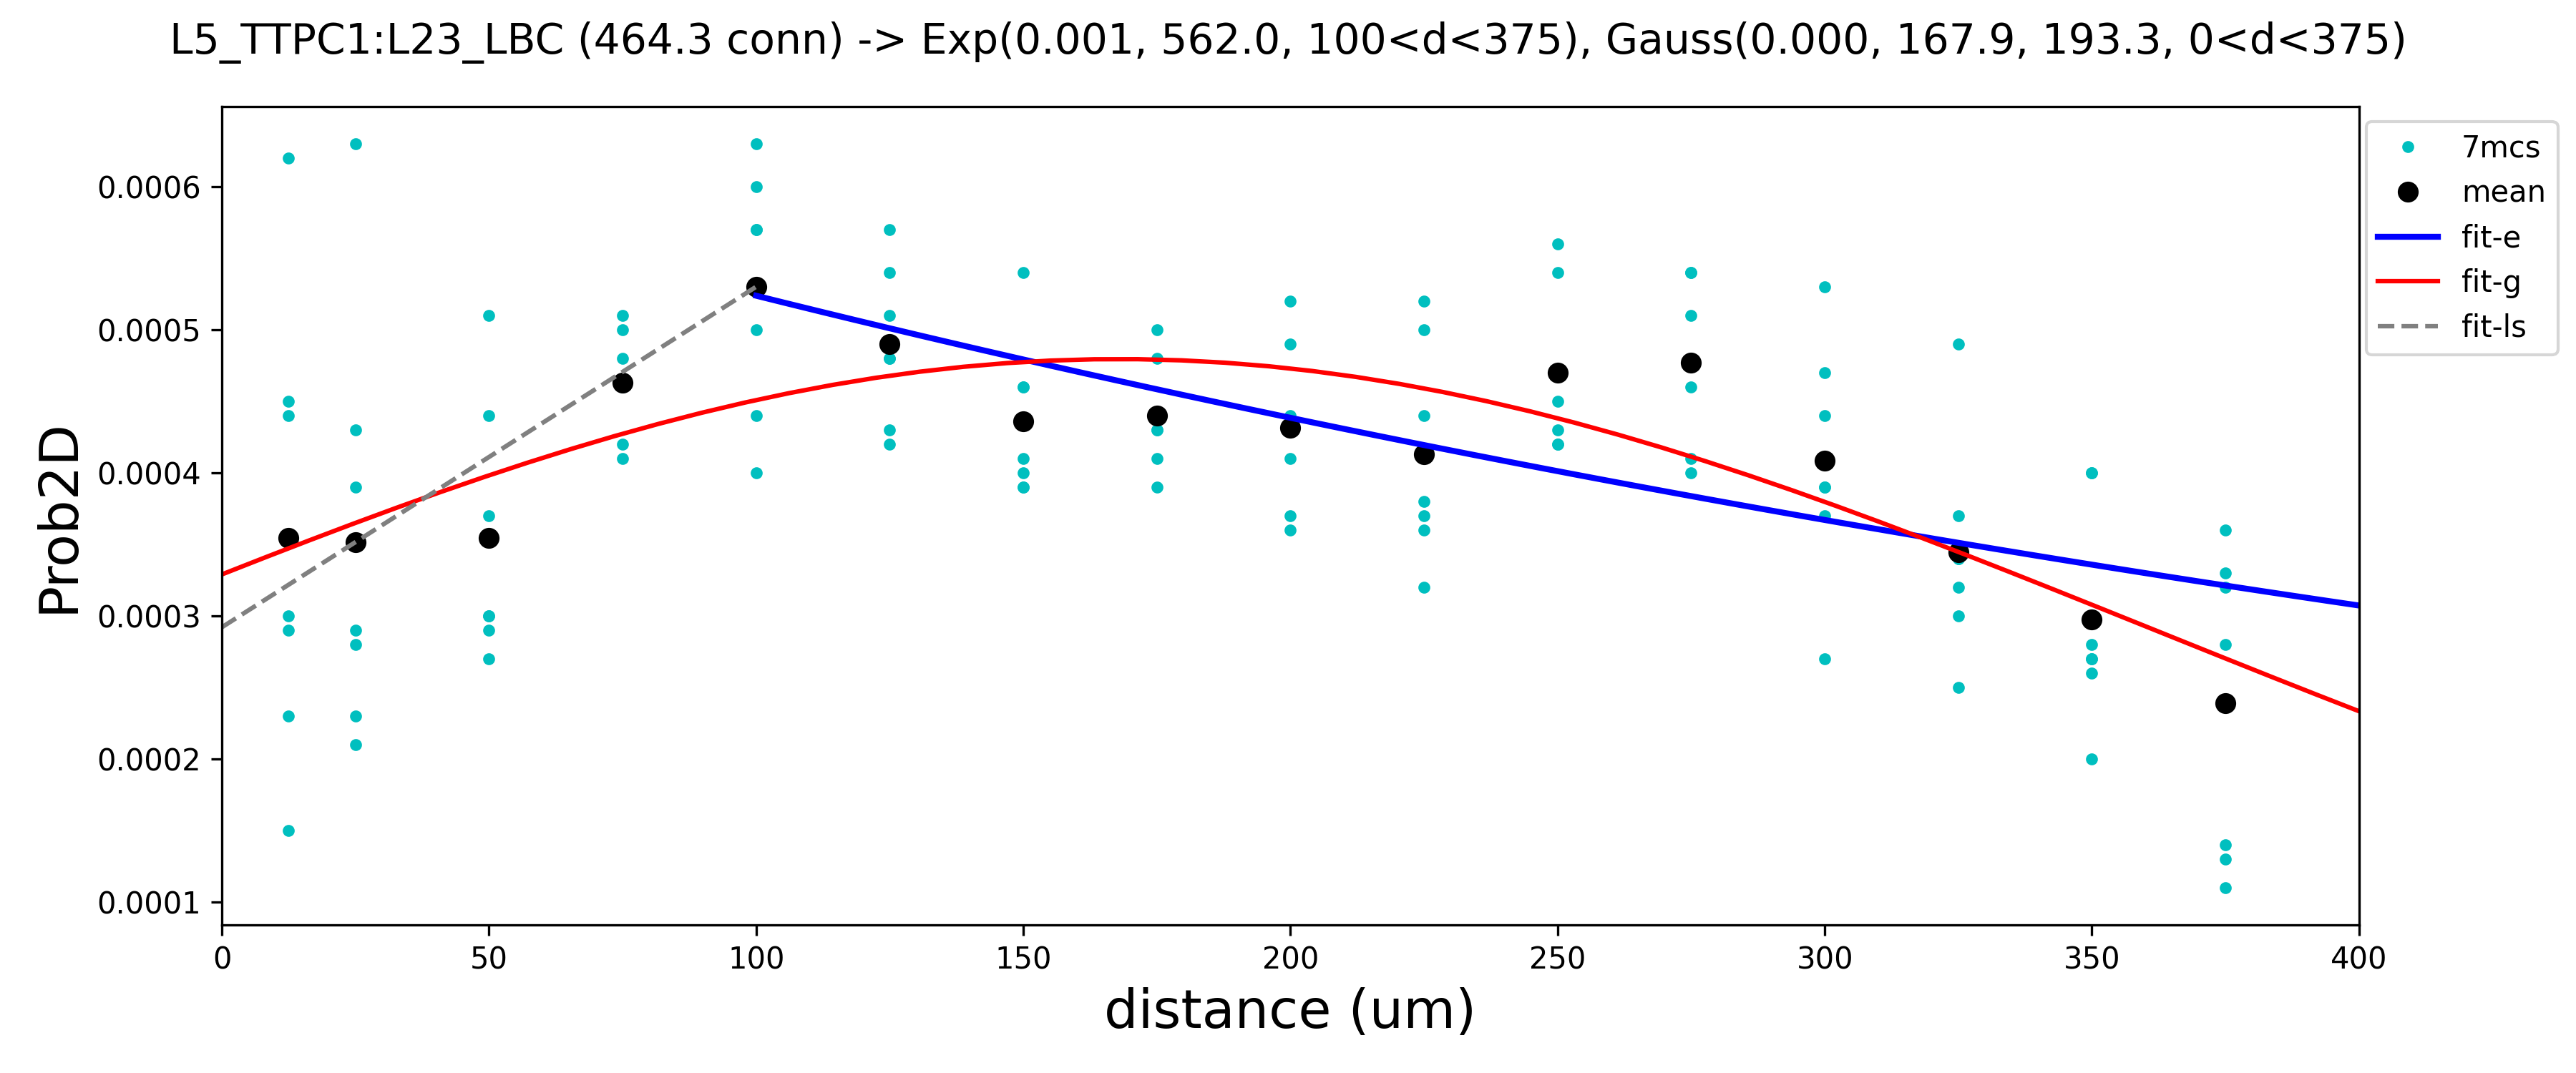 L5_TTPC1:L23_LBC (464.3 conn) -> Exp(0.001, 562.0, 100<d<375), Gauss(0.000, 167.9, 193.3, 0<d<375)
7mcs
mean
fit-e
fit-g
fit-ls
Prob2D
0.0006
0.0005
0.0004
0.0003
0.0002
0.0001
0 50 100 150 200 250 300 350 400
distance (um)